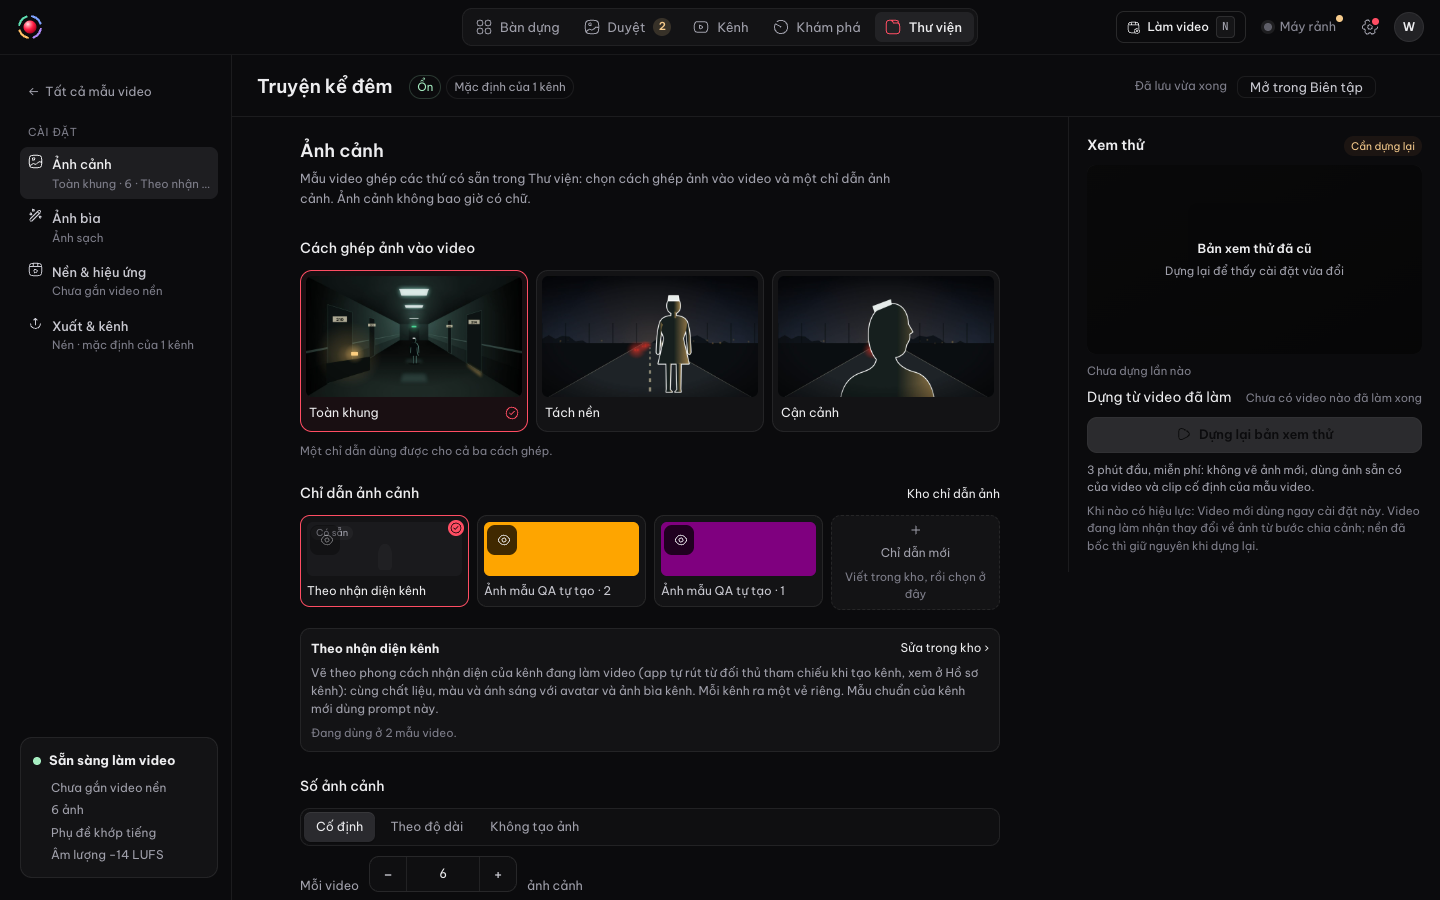 Bàn dựng
Duyệt 2
Kênh
Khám phá
Thư viện
Làm video N
Máy rảnh
W
← Tất cả mẫu video
CÀI ĐẶT
Ảnh cảnh
Toàn khung · 6 · Theo nhận ...
Ảnh bìa
Ảnh sạch
Nền & hiệu ứng
Chưa gắn video nền
Xuất & kênh
Nén · mặc định của 1 kênh
Sẵn sàng làm video
Chưa gắn video nền
6 ảnh
Phụ đề khớp tiếng
Âm lượng -14 LUFS
Truyện kể đêm
Ổn
Mặc định của 1 kênh
Đã lưu vừa xong
Mở trong Biên tập
Ảnh cảnh
Mẫu video ghép các thứ có sẵn trong Thư viện: chọn cách ghép ảnh vào video và một chỉ dẫn ảnh
cảnh. Ảnh cảnh không bao giờ có chữ.
Cách ghép ảnh vào video
Toàn khung
Tách nền
Cận cảnh
Một chỉ dẫn dùng được cho cả ba cách ghép.
Chỉ dẫn ảnh cảnh
Kho chỉ dẫn ảnh
Có sẵn
Theo nhận diện kênh
Ảnh mẫu QA tự tạo · 2
Ảnh mẫu QA tự tạo · 1
+
Chỉ dẫn mới
Viết trong kho, rồi chọn ở
đây
Theo nhận diện kênh
Sửa trong kho ›
Vẽ theo phong cách nhận diện của kênh đang làm video (app tự rút từ đối thủ tham chiếu khi tạo kênh, xem ở Hồ sơ
kênh): cùng chất liệu, màu và ánh sáng với avatar và ảnh bìa kênh. Mỗi kênh ra một vẻ riêng. Mẫu chuẩn của kênh
mới dùng prompt này.
Đang dùng ở 2 mẫu video.
Số ảnh cảnh
Cố định
Theo độ dài
Không tạo ảnh
Mỗi video − 6 + ảnh cảnh
Xem thử
Cần dựng lại
Bản xem thử đã cũ
Dựng lại để thấy cài đặt vừa đổi
Chưa dựng lần nào
Dựng từ video đã làm
Chưa có video nào đã làm xong
Dựng lại bản xem thử
3 phút đầu, miễn phí: không vẽ ảnh mới, dùng ảnh sẵn có
của video và clip cố định của mẫu video.
Khi nào có hiệu lực: Video mới dùng ngay cài đặt này. Video
đang làm nhận thay đổi về ảnh từ bước chia cảnh; nền đã
bốc thì giữ nguyên khi dựng lại.